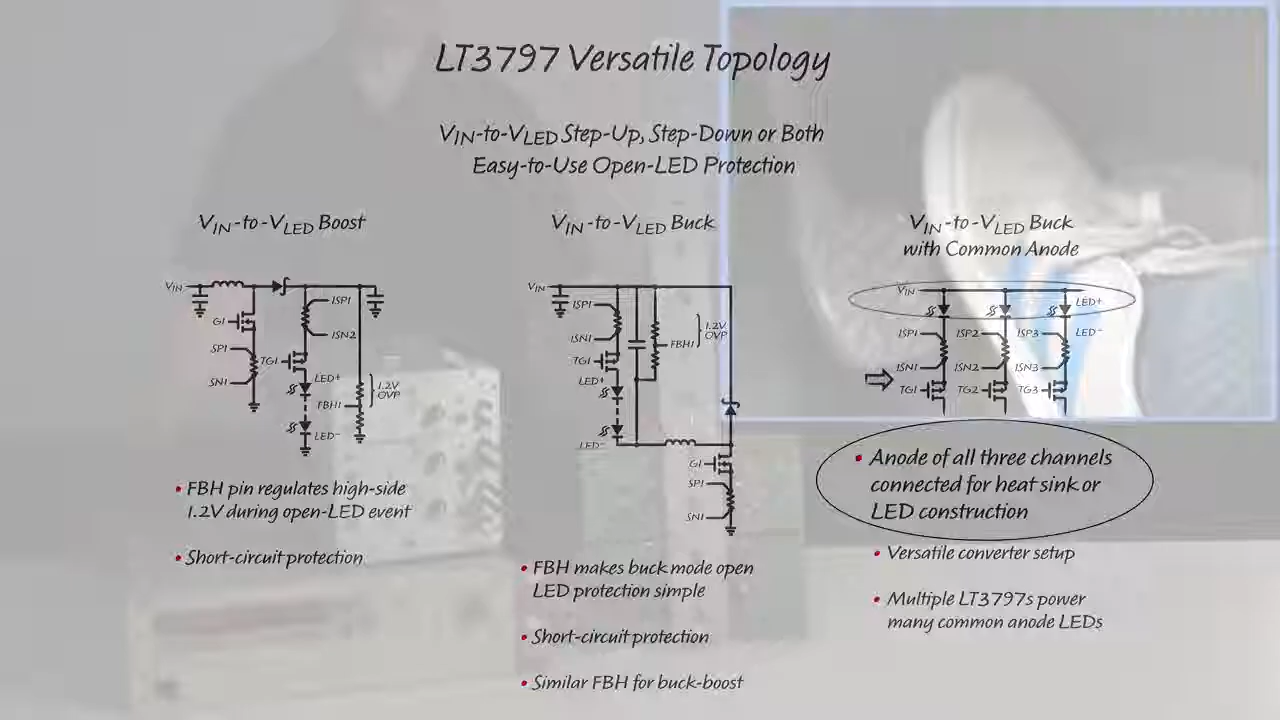 LT3797 Versatile Topology
VIN-to-VLED Step-Up, Step-Down or Both
Easy-to-Use Open-LED Protection
VIN-to-VLED Boost
VIN
ISP1
G1
ISN2
SP1
TG1
SN1
LED+
1.2V
OVP
FBH1
LED-
• FBH pin regulates high-side
1.2V during open-LED event
• Short-circuit protection
VIN-to-VLED Buck
VIN
ISP1
1.2V
OVP
ISN1
FBH1
TG1
LED+
LED-
G1
SP1
SN1
• FBH makes buck mode open
LED protection simple
• Short-circuit protection
• Similar FBH for buck-boost
VIN-to-VLED Buck
with Common Anode
VIN
LED+
ISP1 ISP2 ISP3 LED-
ISN1 ISN2 ISN3
TG1 TG2 TG3
• Anode of all three channels
connected for heat sink or
LED construction
• Versatile converter setup
• Multiple LT3797s power
many common anode LEDs